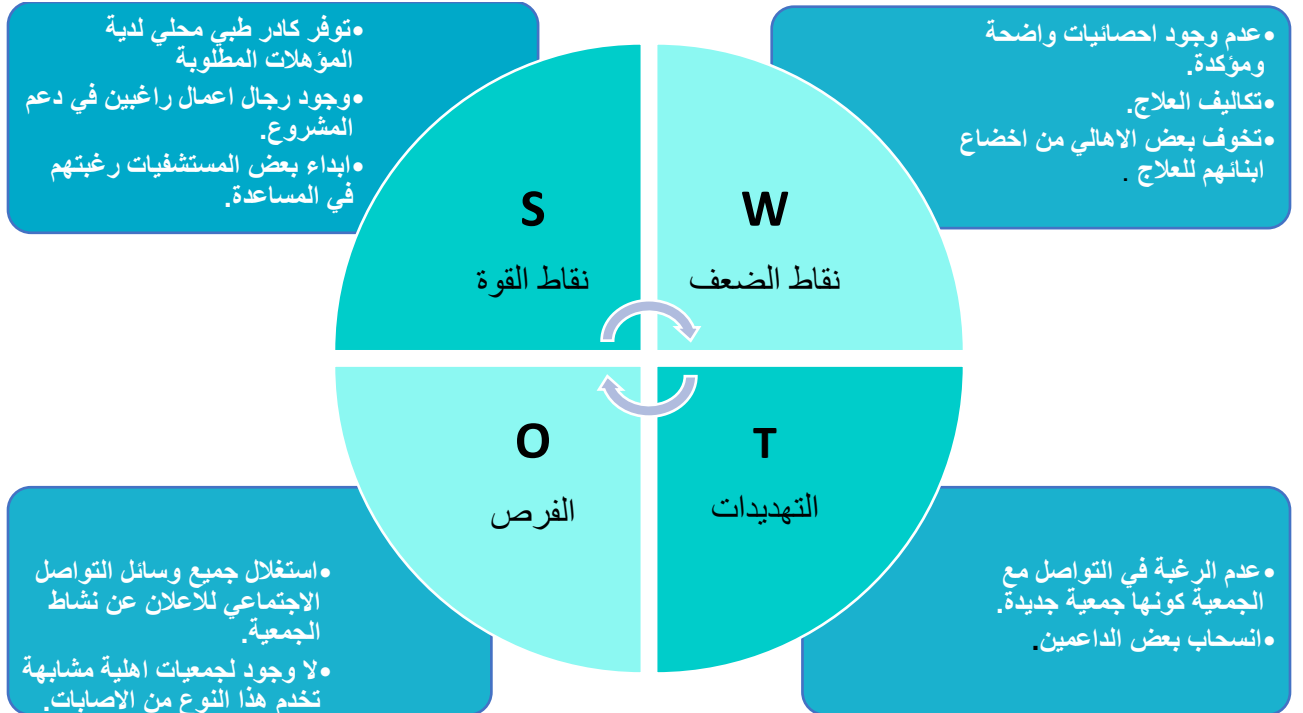 •توفر كادر طبي محلي لدية
المؤهلات المطلوبة
•وجود رجال اعمال راغبين في دعم
المشروع.
•ابداء بعض المستشفيات رغبتهم
في المساعدة.
•عدم وجود احصائيات واضحة
ومؤكدة.
•تكاليف العلاج.
•تخوف بعض الاهالي من اخضاع
ابنائهم للعلاج .
S
نقاط القوة
W
نقاط الضعف
O
الفرص
T
التهديدات
•استغلال جميع وسائل التواصل
الاجتماعي للاعلان عن نشاط
الجمعية.
•لا وجود لجمعيات اهلية مشابهة
تخدم هذا النوع من الاصابات.
•عدم الرغبة في التواصل مع
الجمعية كونها جمعية جديدة.
•انسحاب بعض الداعمين.